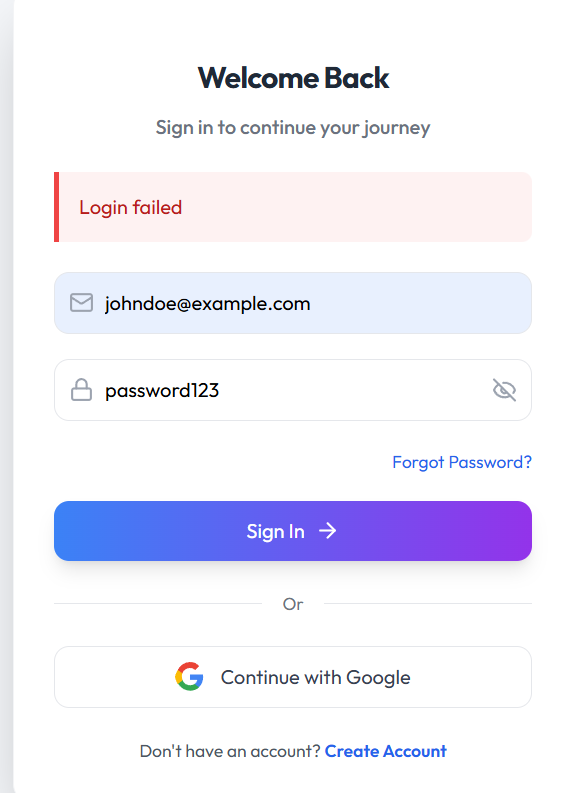 Welcome Back
Sign in to continue your journey
Login failed
johndoe@example.com
password123
Forgot Password?
Sign In →
Or
Continue with Google
Don't have an account? Create Account